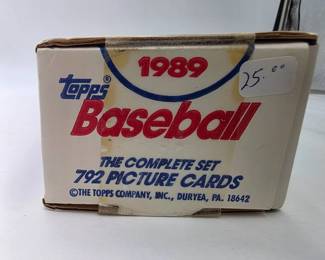 1989
25.00
Topps®
Baseball
THE COMPLETE SET
792 PICTURE CARDS
©THE TOPPS COMPANY, INC., DURYEA, PA. 18642